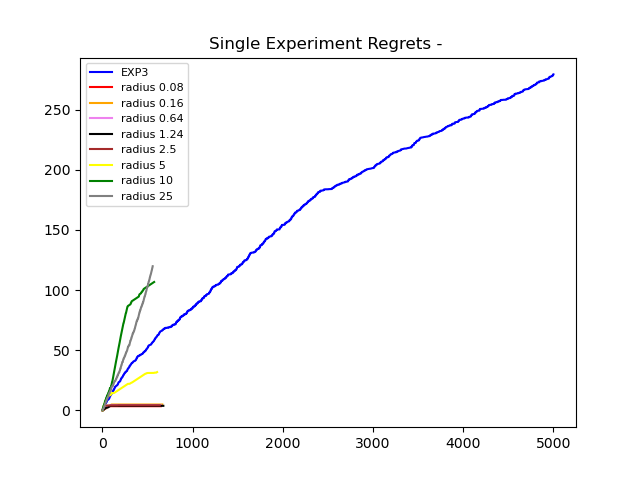 Single Experiment Regrets -
EXP3
radius 0.08
radius 0.16
radius 0.64
radius 1.24
radius 2.5
radius 5
radius 10
radius 25
250
200
150
100
50
0
0 1000 2000 3000 4000 5000